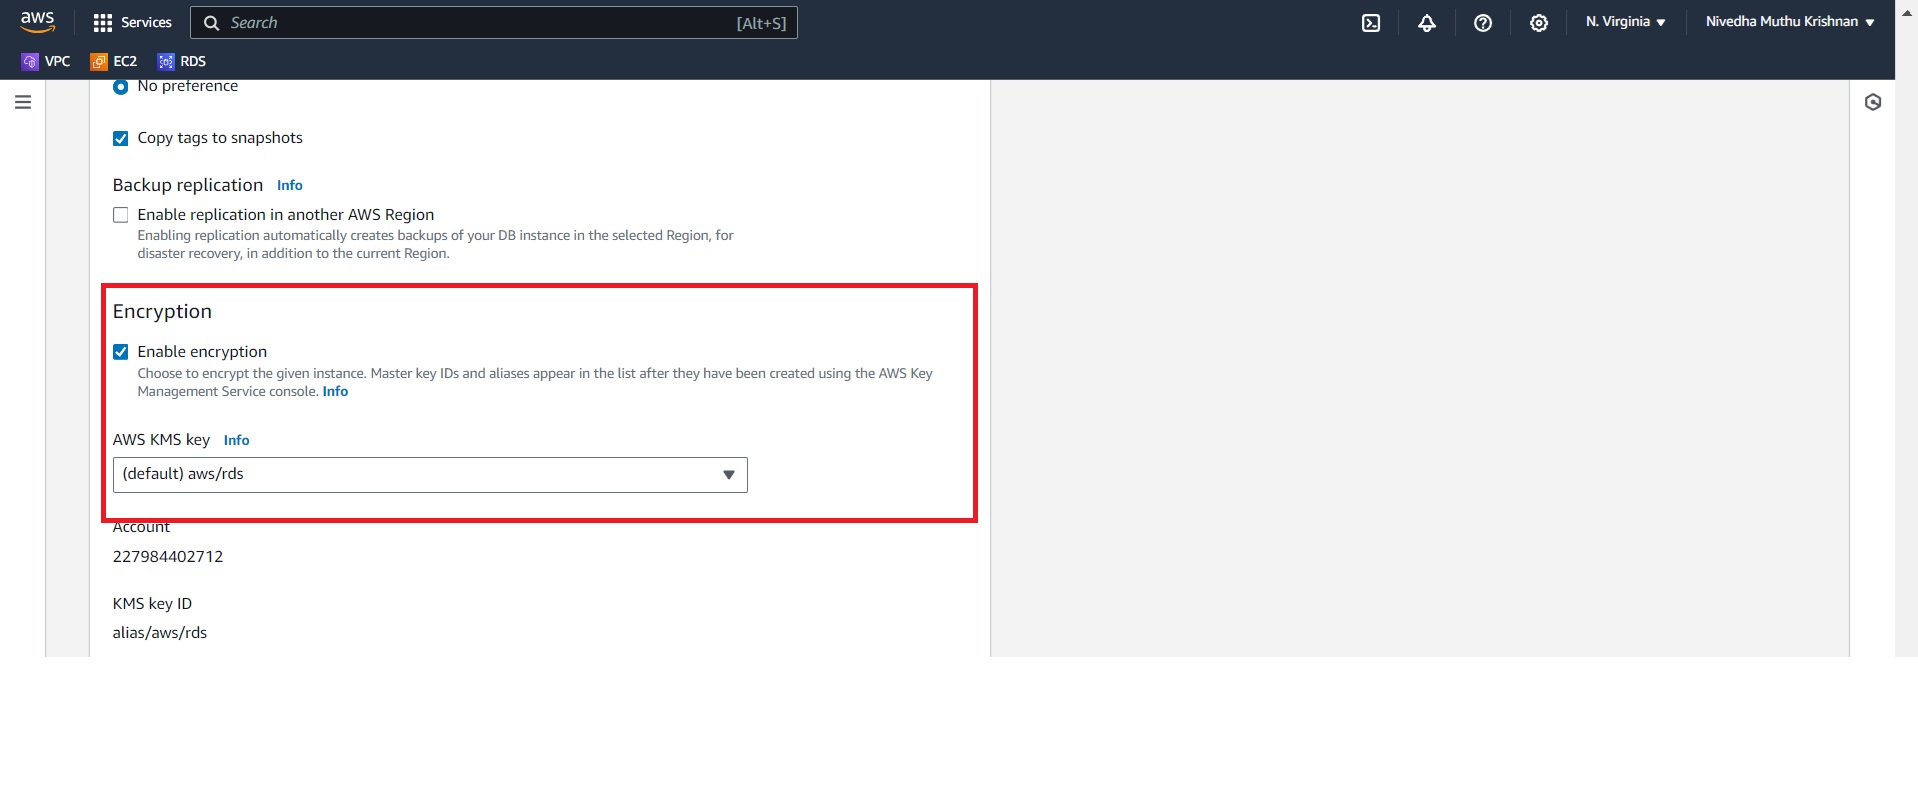 aws
Services
Search
[Alt+S]
N. Virginia
Nivedha Muthu Krishnan
VPC
EC2
RDS
No preference
Copy tags to snapshots
Backup replication Info
Enable replication in another AWS Region
Enabling replication automatically creates backups of your DB instance in the selected Region, for
disaster recovery, in addition to the current Region.
Encryption
Enable encryption
Choose to encrypt the given instance. Master key IDs and aliases appear in the list after they have been created using the AWS Key
Management Service console. Info
AWS KMS key Info
(default) aws/rds
Account
227984402712
KMS key ID
alias/aws/rds